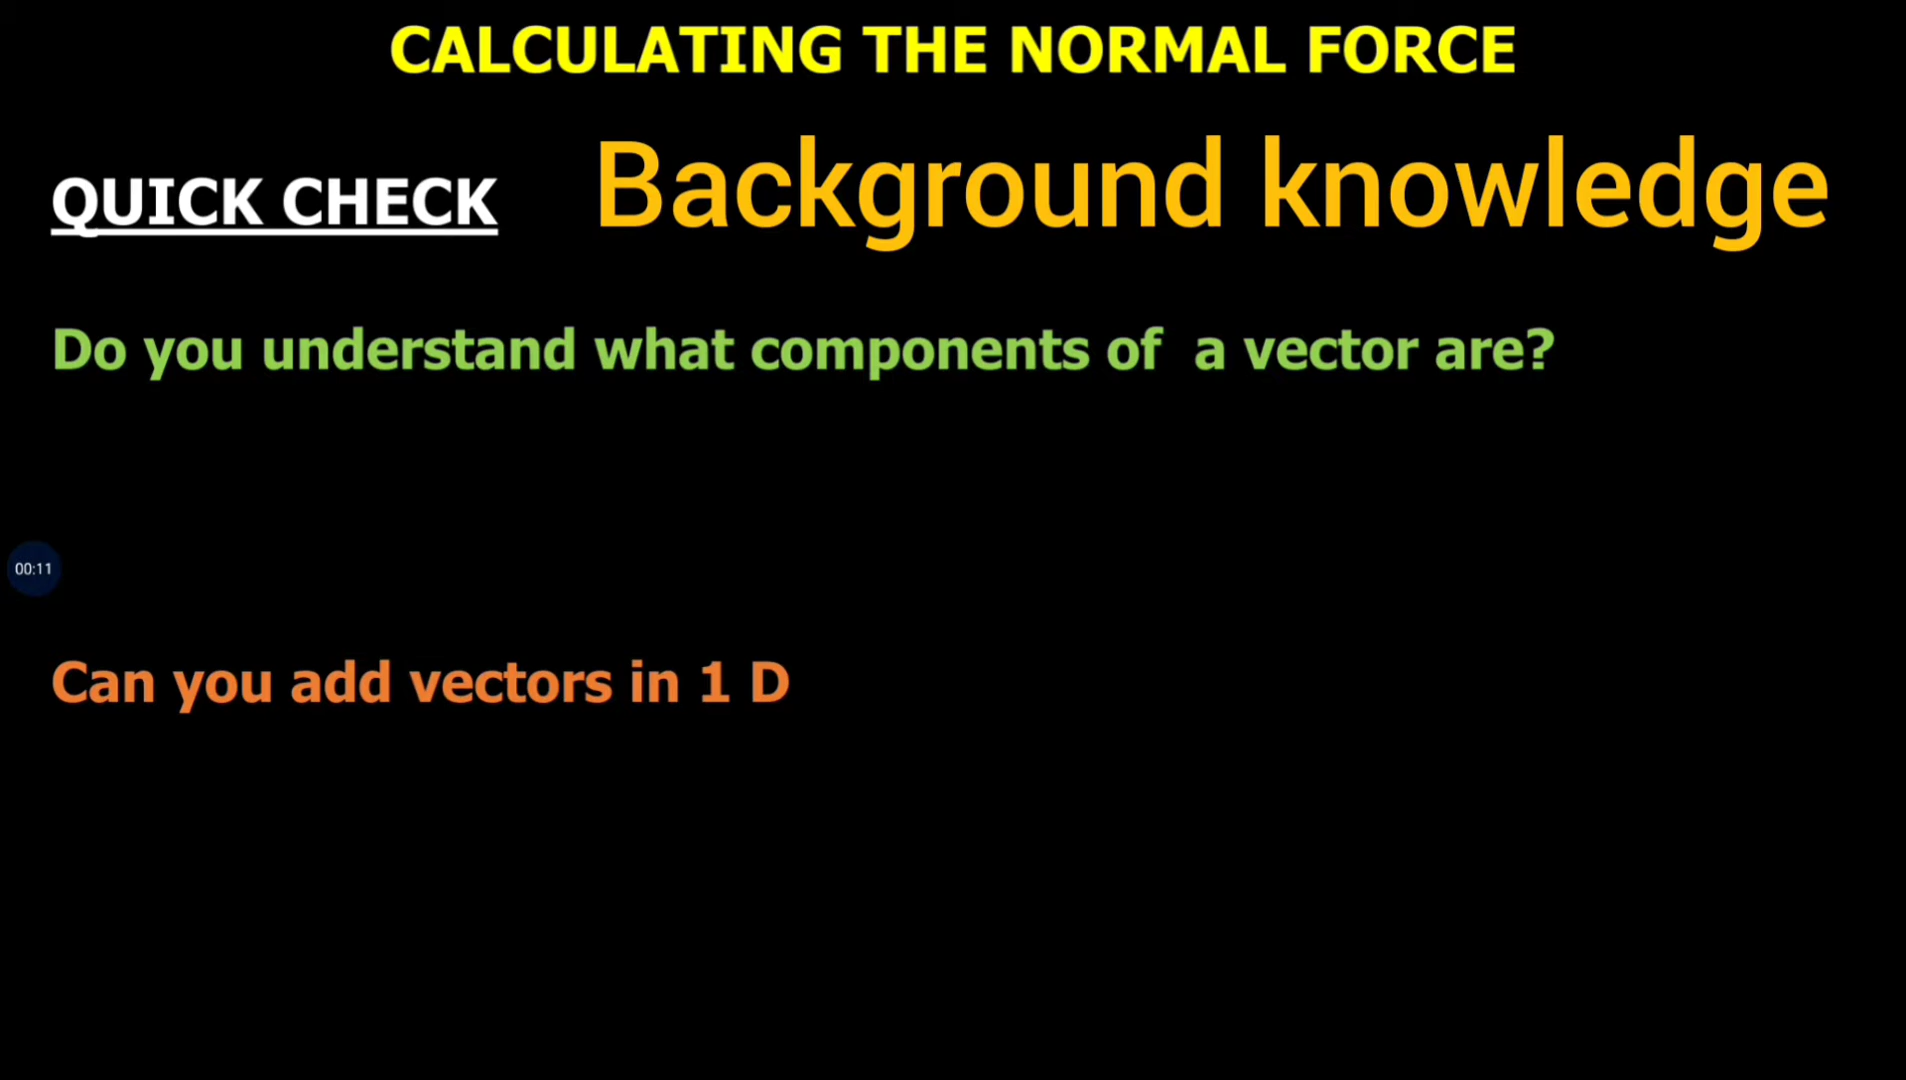 CALCULATING THE NORMAL FORCE
QUICK CHECK Background knowledge
Do you understand what components of a vector are?
00:11
Can you add vectors in 1 D